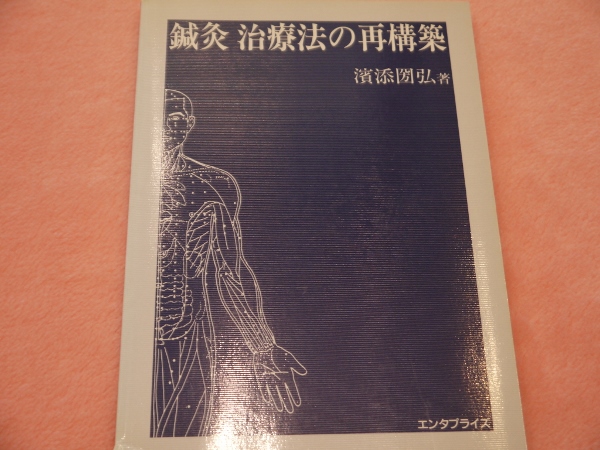 鍼灸 治療法の再構築
濱添圀弘 著
エンタプライズ